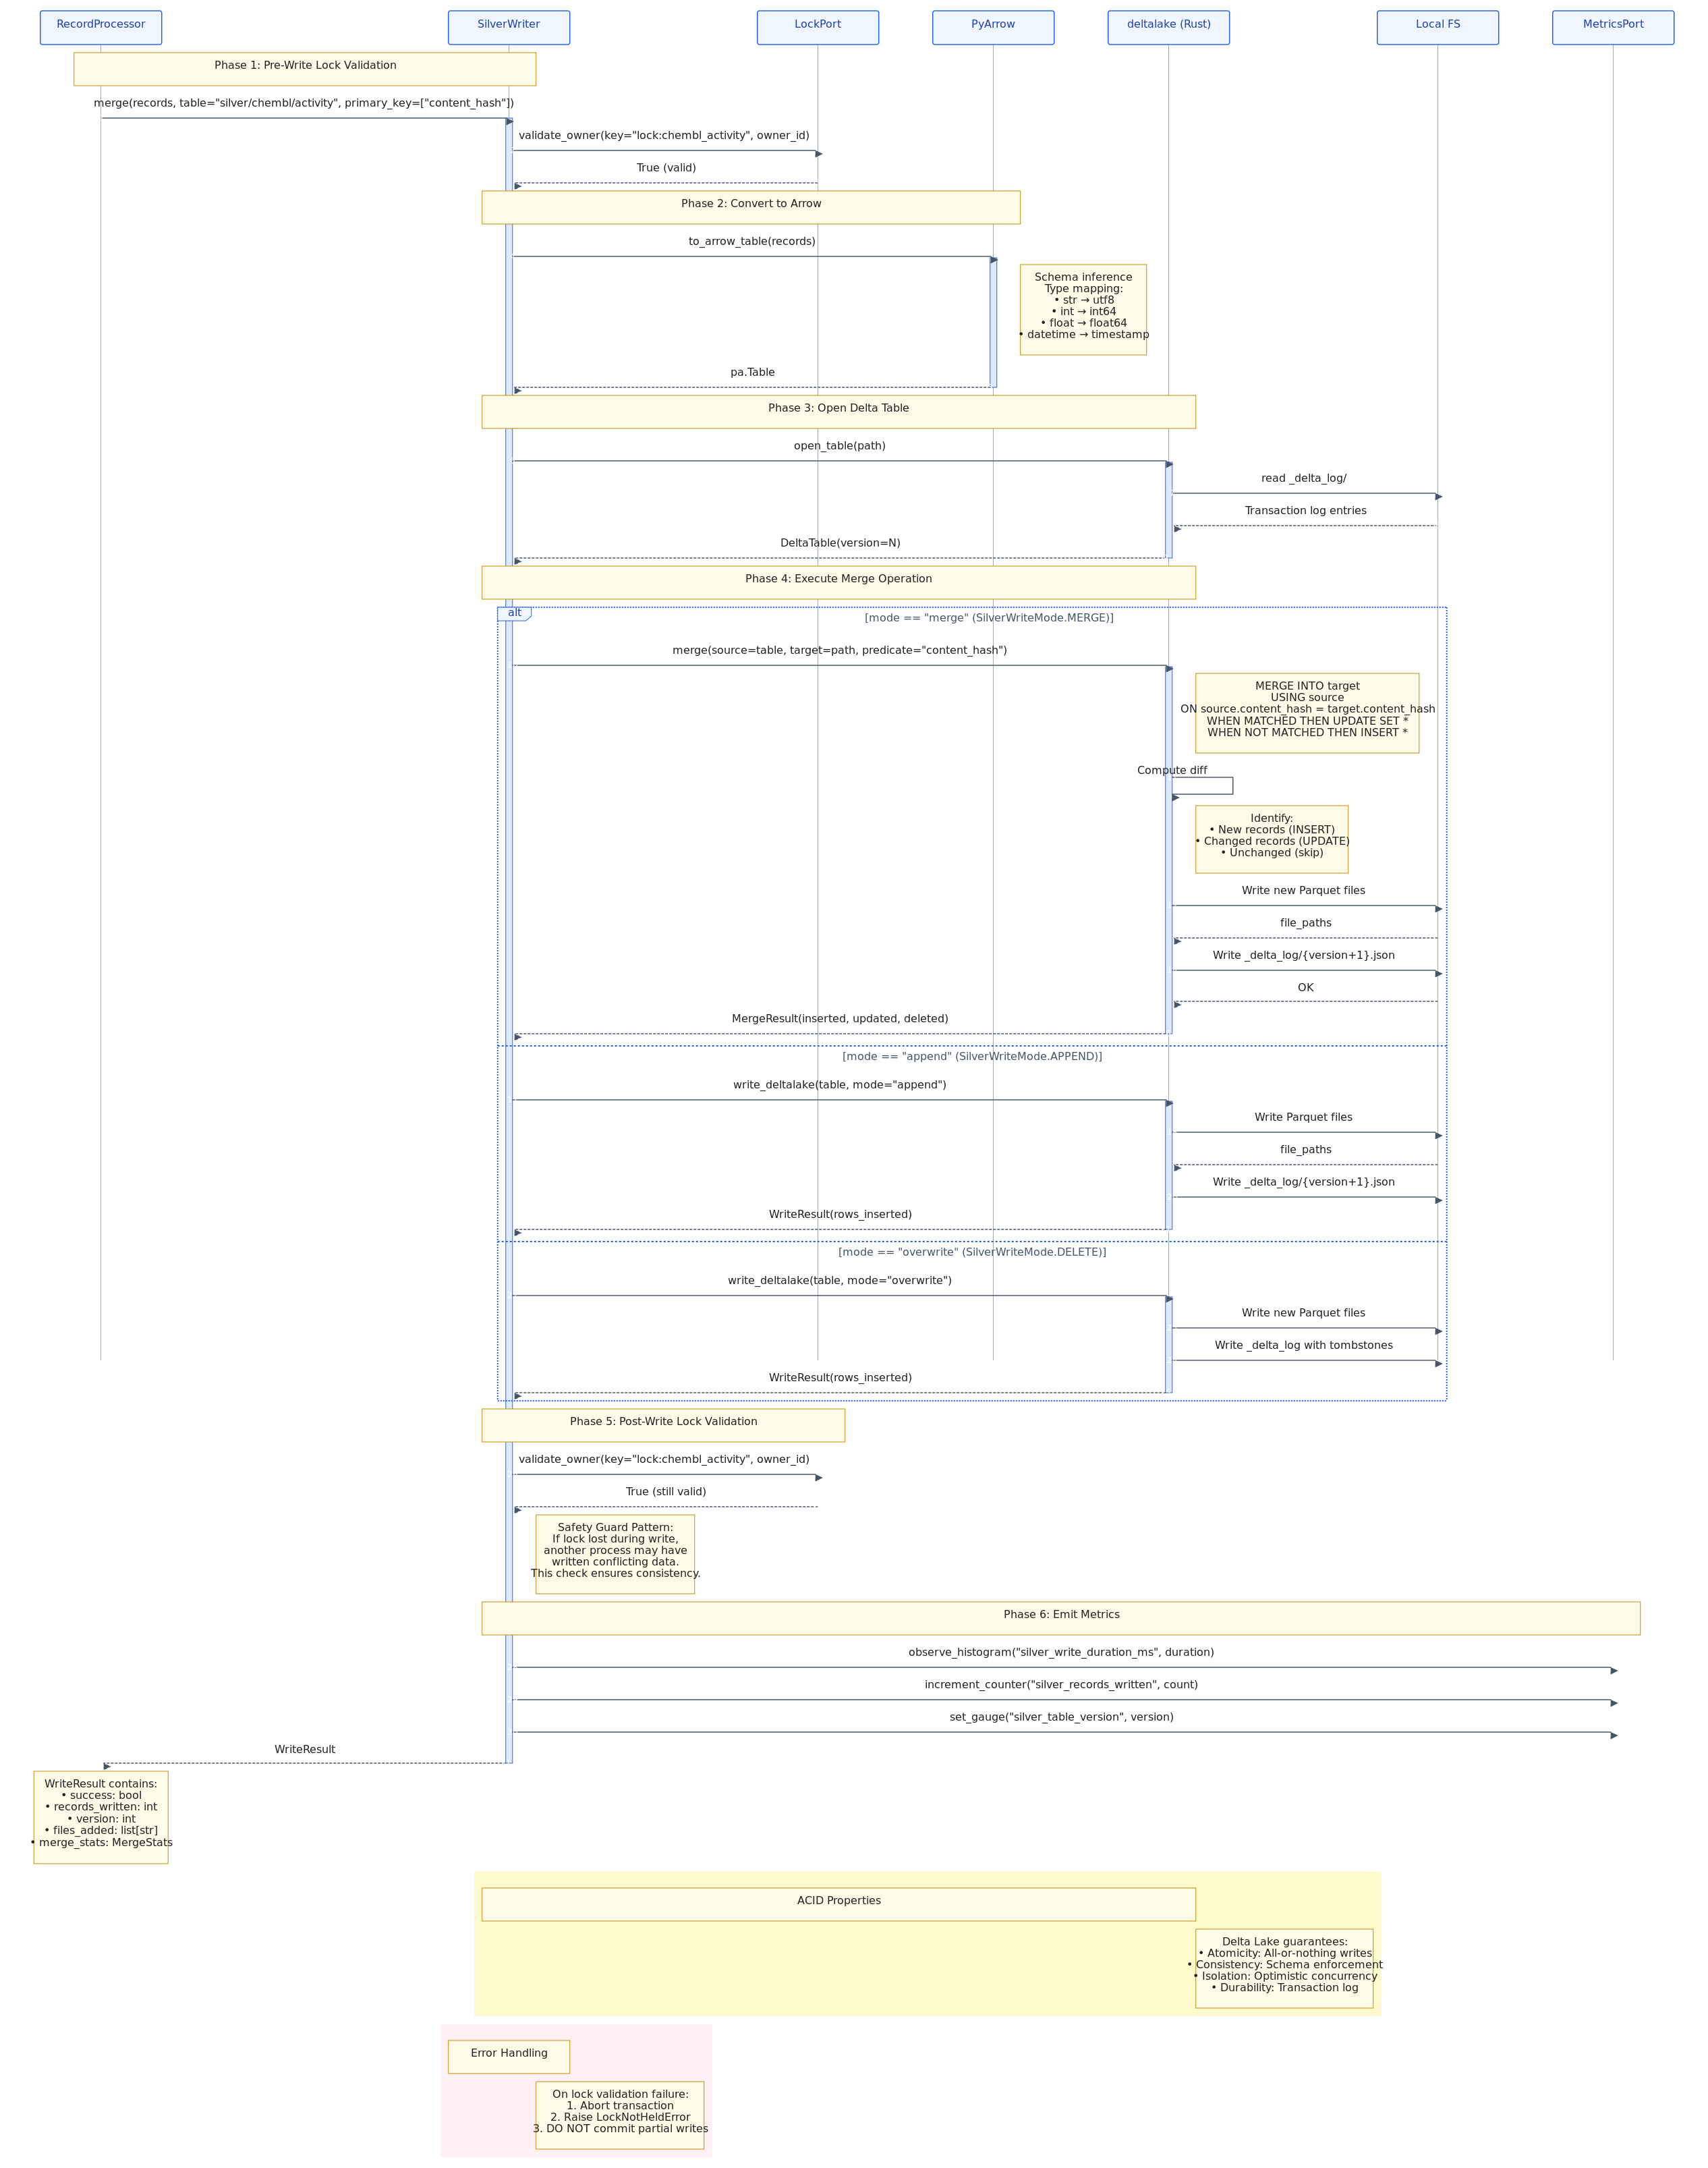 RecordProcessor
SilverWriter
LockPort
PyArrow
deltalake (Rust)
Local FS
MetricsPort
Phase 1: Pre-Write Lock Validation
merge(records, table="silver/chembl/activity", primary_key=["content_hash"])
validate_owner(key="lock:chembl_activity", owner_id)
True (valid)
Phase 2: Convert to Arrow
to_arrow_table(records)
Schema inference
Type mapping:
• str → utf8
• int → int64
• float → float64
• datetime → timestamp
pa.Table
Phase 3: Open Delta Table
open_table(path)
read _delta_log/
Transaction log entries
DeltaTable(version=N)
Phase 4: Execute Merge Operation
alt
[mode == "merge" (SilverWriteMode.MERGE)]
merge(source=table, target=path, predicate="content_hash")
MERGE INTO target
USING source
ON source.content_hash = target.content_hash
WHEN MATCHED THEN UPDATE SET *
WHEN NOT MATCHED THEN INSERT *
Compute diff
Identify:
• New records (INSERT)
• Changed records (UPDATE)
• Unchanged (skip)
Write new Parquet files
file_paths
Write _delta_log/{version+1}.json
OK
MergeResult(inserted, updated, deleted)
[mode == "append" (SilverWriteMode.APPEND)]
write_deltalake(table, mode="append")
Write Parquet files
file_paths
Write _delta_log/{version+1}.json
WriteResult(rows_inserted)
[mode == "overwrite" (SilverWriteMode.DELETE)]
write_deltalake(table, mode="overwrite")
Write new Parquet files
Write _delta_log with tombstones
WriteResult(rows_inserted)
Phase 5: Post-Write Lock Validation
validate_owner(key="lock:chembl_activity", owner_id)
True (still valid)
Safety Guard Pattern:
If lock lost during write,
another process may have
written conflicting data.
This check ensures consistency.
Phase 6: Emit Metrics
observe_histogram("silver_write_duration_ms", duration)
increment_counter("silver_records_written", count)
set_gauge("silver_table_version", version)
WriteResult
WriteResult contains:
• success: bool
• records_written: int
• version: int
• files_added: list[str]
• merge_stats: MergeStats
ACID Properties
Delta Lake guarantees:
• Atomicity: All-or-nothing writes
• Consistency: Schema enforcement
• Isolation: Optimistic concurrency
• Durability: Transaction log
Error Handling
On lock validation failure:
1. Abort transaction
2. Raise LockNotHeldError
3. DO NOT commit partial writes